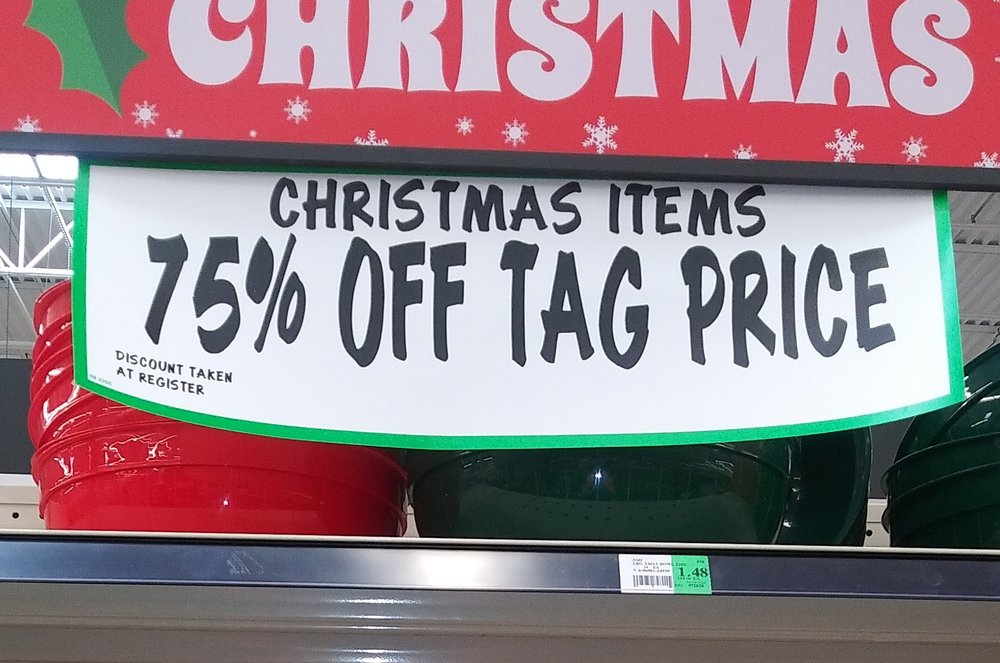 CHRISTMAS
CHRISTMAS ITEMS
75% OFF TAG PRICE
DISCOUNT TAKEN
AT REGISTER
1.48